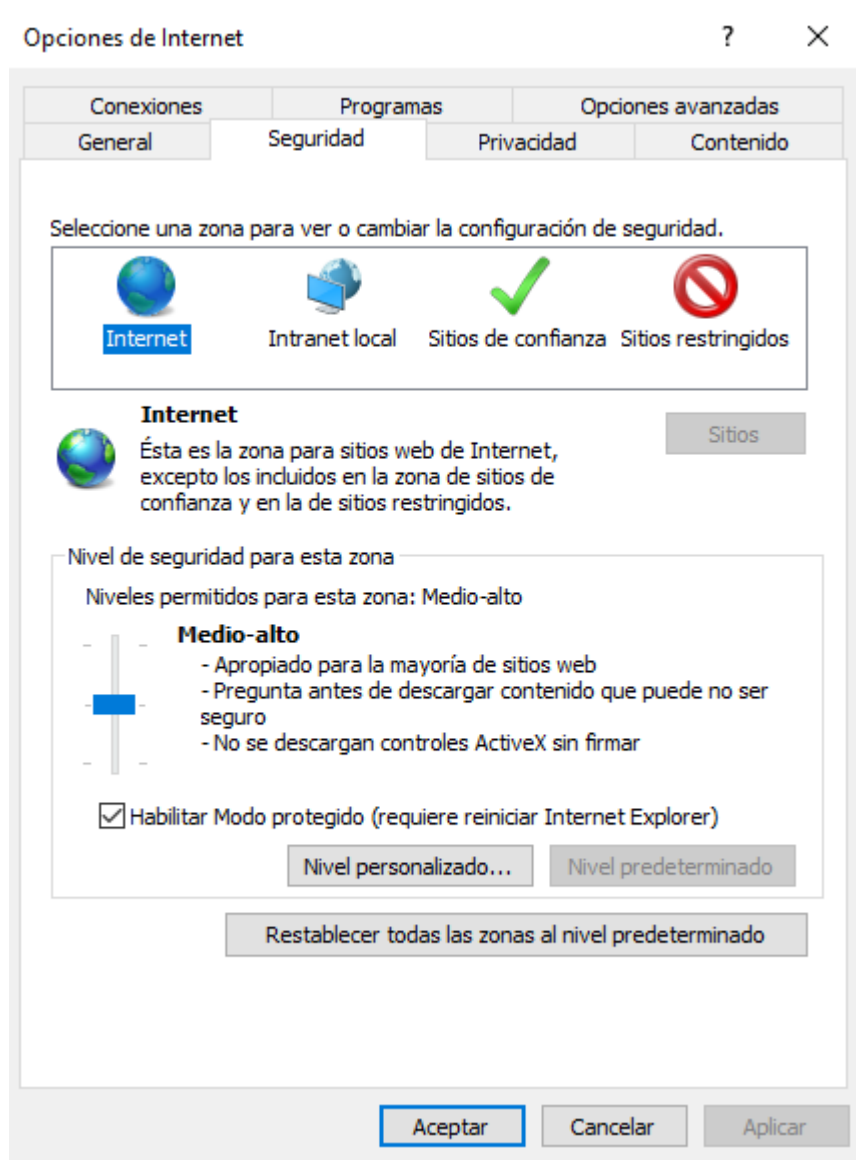 Opciones de Internet ? ×
Conexiones Programas Opciones avanzadas
General Seguridad Privacidad Contenido
Seleccione una zona para ver o cambiar la configuración de seguridad.
Internet Intranet local Sitios de confianza Sitios restringidos
Internet
Sitios
Ésta es la zona para sitios web de Internet,
excepto los incluidos en la zona de sitios de
confianza y en la de sitios restringidos.
Nivel de seguridad para esta zona
Niveles permitidos para esta zona: Medio-alto
Medio-alto
- Apropiado para la mayoría de sitios web
- Pregunta antes de descargar contenido que puede no ser
seguro
- No se descargan controles ActiveX sin firmar
Habilitar Modo protegido (requiere reiniciar Internet Explorer)
Nivel personalizado... Nivel predeterminado
Restablecer todas las zonas al nivel predeterminado
Aceptar Cancelar Aplicar